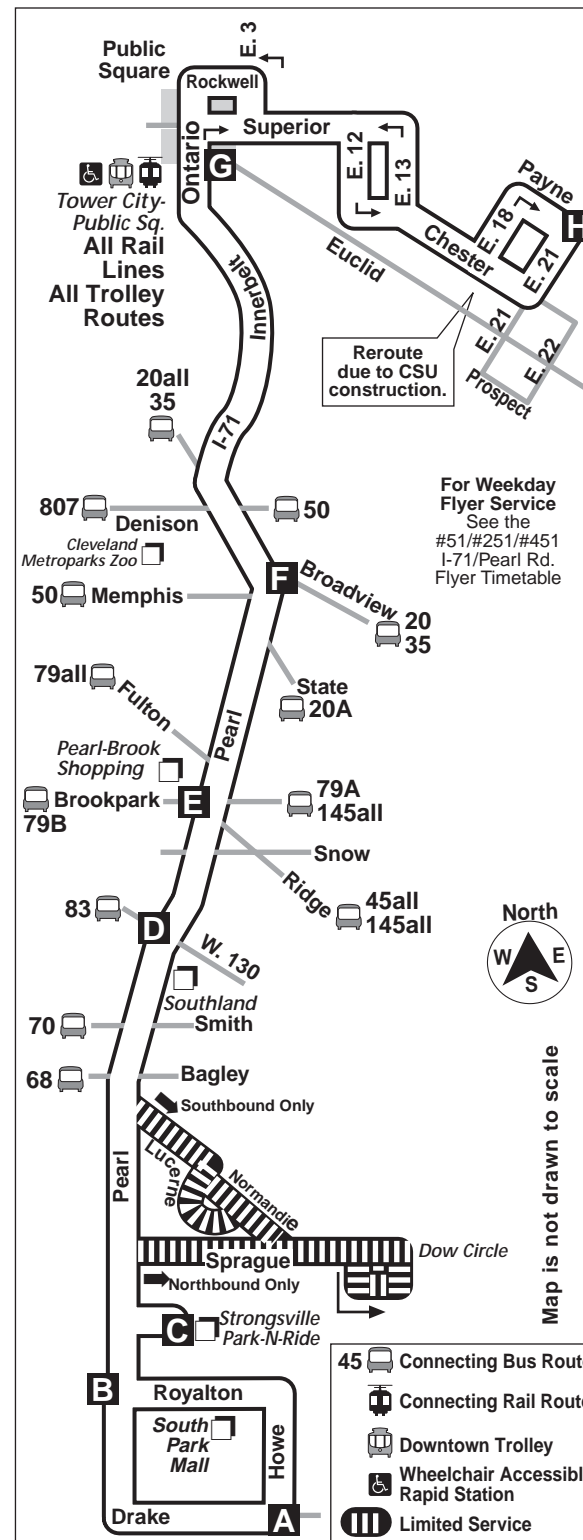 E. 3
Public
Square
Rockwell
Superior
Ontario
G
E. 12
E. 13
Payne
H
E. 18
E. 21
Chester
Tower City-
Public Sq.
All Rail
Lines
All Trolley
Routes
Innerbelt
Euclid
E. 21
E. 22
Prospect
Reroute
due to CSU
construction.
I-71
20all
35
807
Denison
50
Cleveland
Metroparks Zoo
For Weekday
Flyer Service
See the
#51/#251/#451
I-71/Pearl Rd.
Flyer Timetable
F
Broadview
20
35
50
Memphis
State
20A
79all
Fulton
Pearl
Pearl-Brook
Shopping
Brookpark
79B
E
79A
145all
Snow
Ridge
45all
145all
83
D
W. 130
Southland
North
W
E
S
70
Smith
68
Bagley
Southbound Only
Pearl
Lucerne
Normandie
Sprague
Dow Circle
Northbound Only
Map is not drawn to scale
C
Strongsville
Park-N-Ride
B
Royalton
South
Park
Mall
Howe
Drake
A
45
Connecting Bus Rout
Connecting Rail Rout
Downtown Trolley
Wheelchair Accessibl
Rapid Station
Limited Service